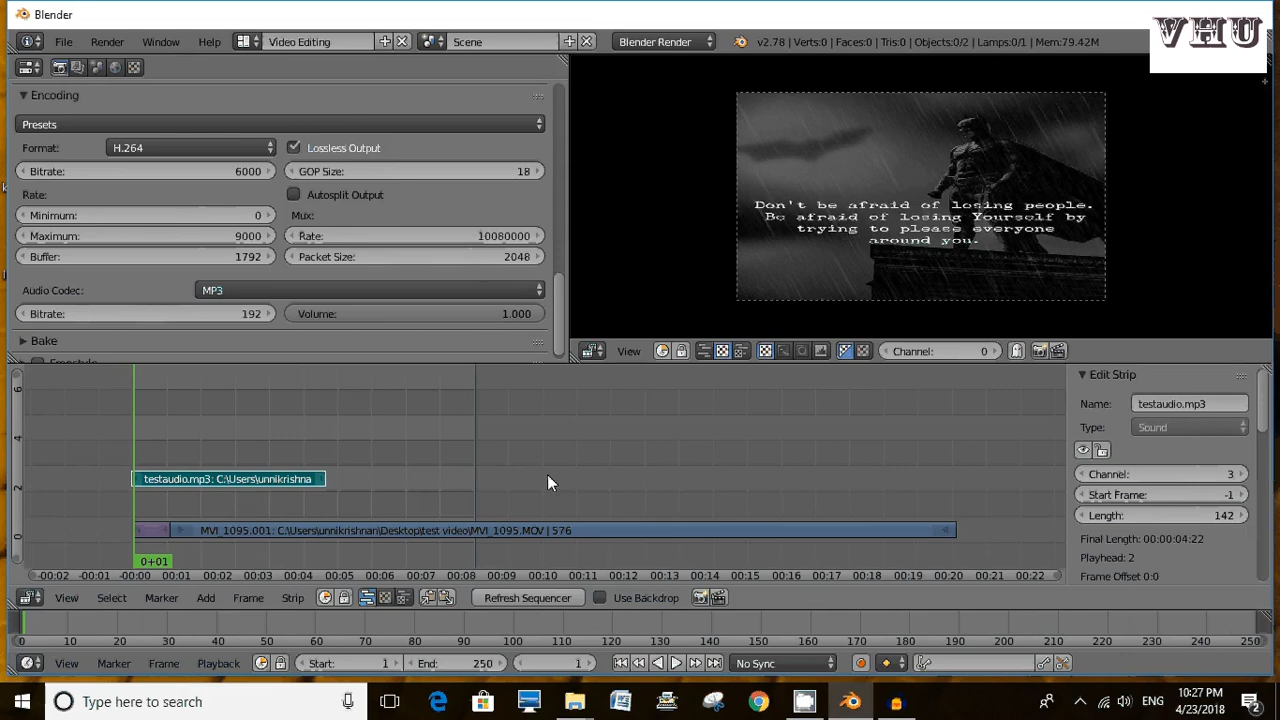 Blender
VHU
File Render Window Help Video Editing Scene Blender Render v2.78 | Verts:0 | Faces:0 | Tris:0 | Objects:0/2 | Lamps:0/1 | Mem:79.42M
Encoding
Presets
Format: H.264 Lossless Output
Bitrate: 6000 GOP Size: 18
Rate: Autosplit Output
Minimum: 0 Mux:
Maximum: 9000 Rate: 10080000
Buffer: 1792 Packet Size: 2048
Audio Codec: MP3
Bitrate: 192 Volume: 1.000
Bake
Freestyle
Don't be afraid of losing people.
Be afraid of losing Yourself by
trying to please everyone
around you.
View Channel: 0
6
4
2
0
testaudio.mp3: C:\Users\unnikrishna
MVI_1095.001: C:\Users\unnikrishnan\Desktop\test video\MVI_1095.MOV | 576
0+01
-00:02 -00:01 -00:00 00:01 00:02 00:03 00:04 00:05 00:06 00:07 00:08 00:09 00:10 00:11 00:12 00:13 00:14 00:15 00:16 00:17 00:18 00:19 00:20 00:21 00:22
Edit Strip
Name: testaudio.mp3
Type: Sound
Channel: 3
Start Frame: -1
Length: 142
Final Length: 00:00:04:22
Playhead: 2
Frame Offset 0:0
View Select Marker Add Frame Strip Refresh Sequencer Use Backdrop
0 10 20 30 40 50 60 70 80 90 100 110 120 130 140 150 160 170 180 190 200 210 220 230 240 250
View Marker Frame Playback Start: 1 End: 250 1 No Sync
Type here to search
ENG
10:27 PM
4/23/2018
2